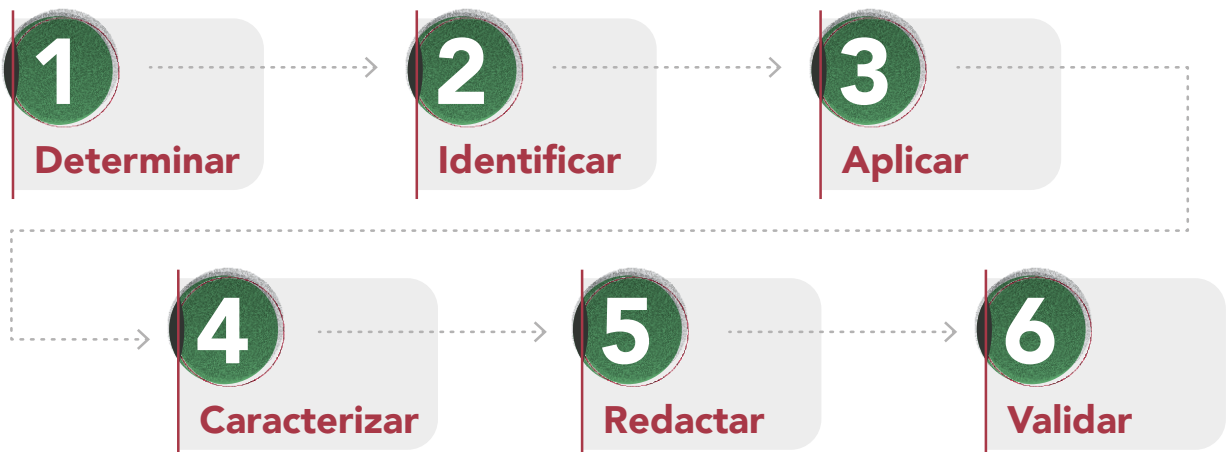 1
Determinar
2
Identificar
3
Aplicar
4
Caracterizar
5
Redactar
6
Validar